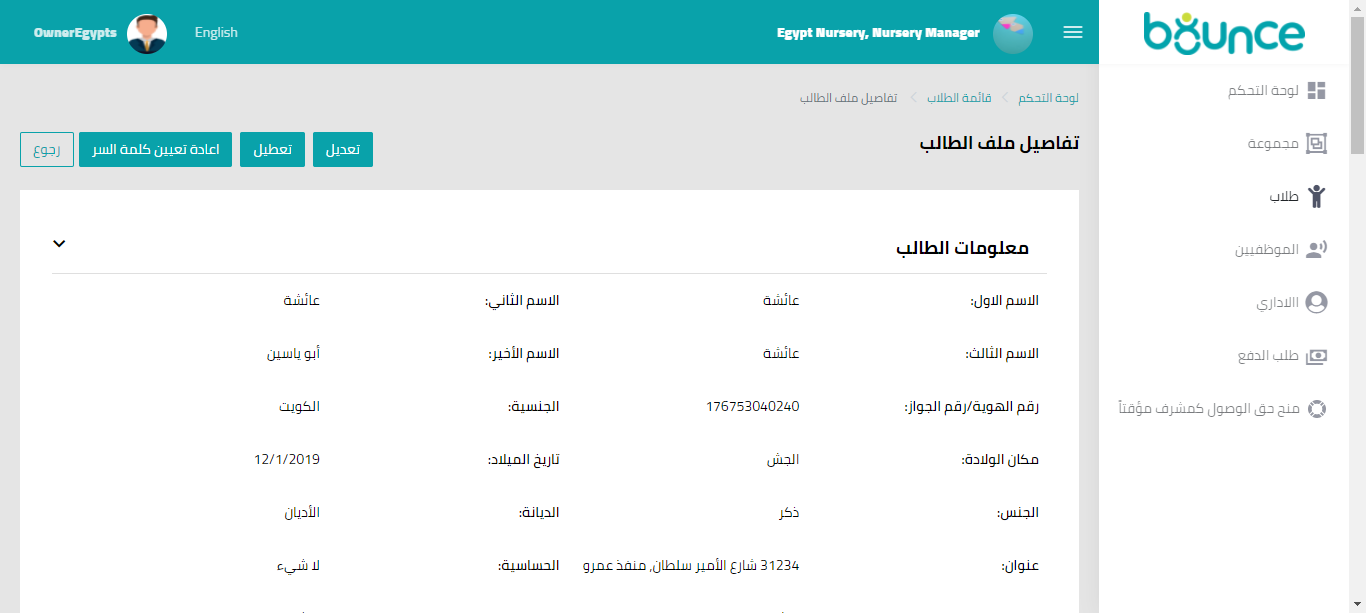 bounce
Egypt Nursery, Nursery Manager
English
OwnerEgypts
لوحة التحكم
مجموعة
طلاب
الموظفيين
االاداري
طلب الدفع
منح حق الوصول كمشرف مؤقتاً
لوحة التحكم > قائمة الطلاب > تفاصيل ملف الطالب
تفاصيل ملف الطالب
تعديل تعطيل اعادة تعيين كلمة السر رجوع
معلومات الطالب
الاسم الاول: عائشة الاسم الثاني: عائشة
الاسم الثالث: عائشة الاسم الأخير: أبو ياسين
رقم الهوية/رقم الجواز: 176753040240 الجنسية: الكويت
مكان الولادة: الجش تاريخ الميلاد: 12/1/2019
الجنس: ذكر الديانة: الأديان
عنوان: 31234 شارع الأمير سلطان, منفذ عمرو الحساسية: لا شيء